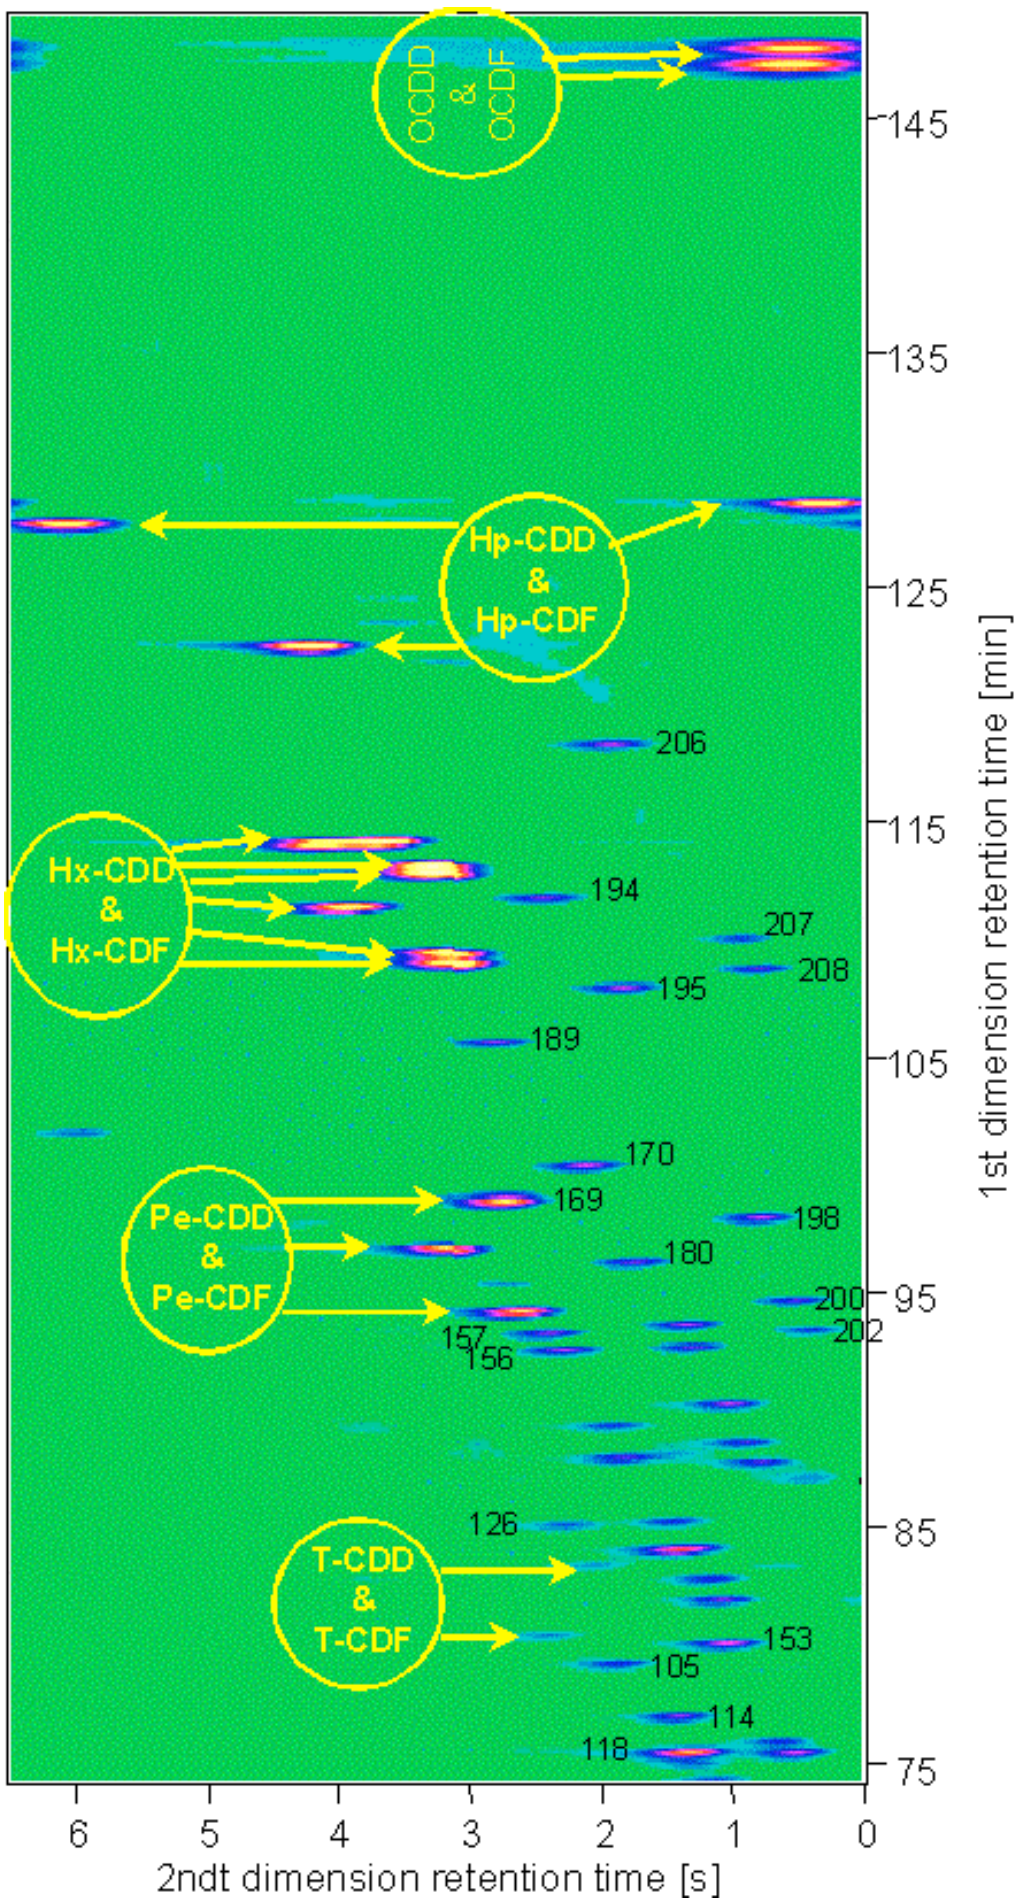 OCDD
&
OCDF
145
135
Hp-CDD
&
Hp-CDF
125
206
115
Hx-CDD
&
Hx-CDF
194
207
208
195
189
105
170
169
198
Pe-CDD
&
Pe-CDF
180
200
95
157
202
156
126
85
T-CDD
&
T-CDF
153
105
114
118
75
6 5 4 3 2 1 0
2ndt dimension retention time [s]
1st dimension retention time [min]